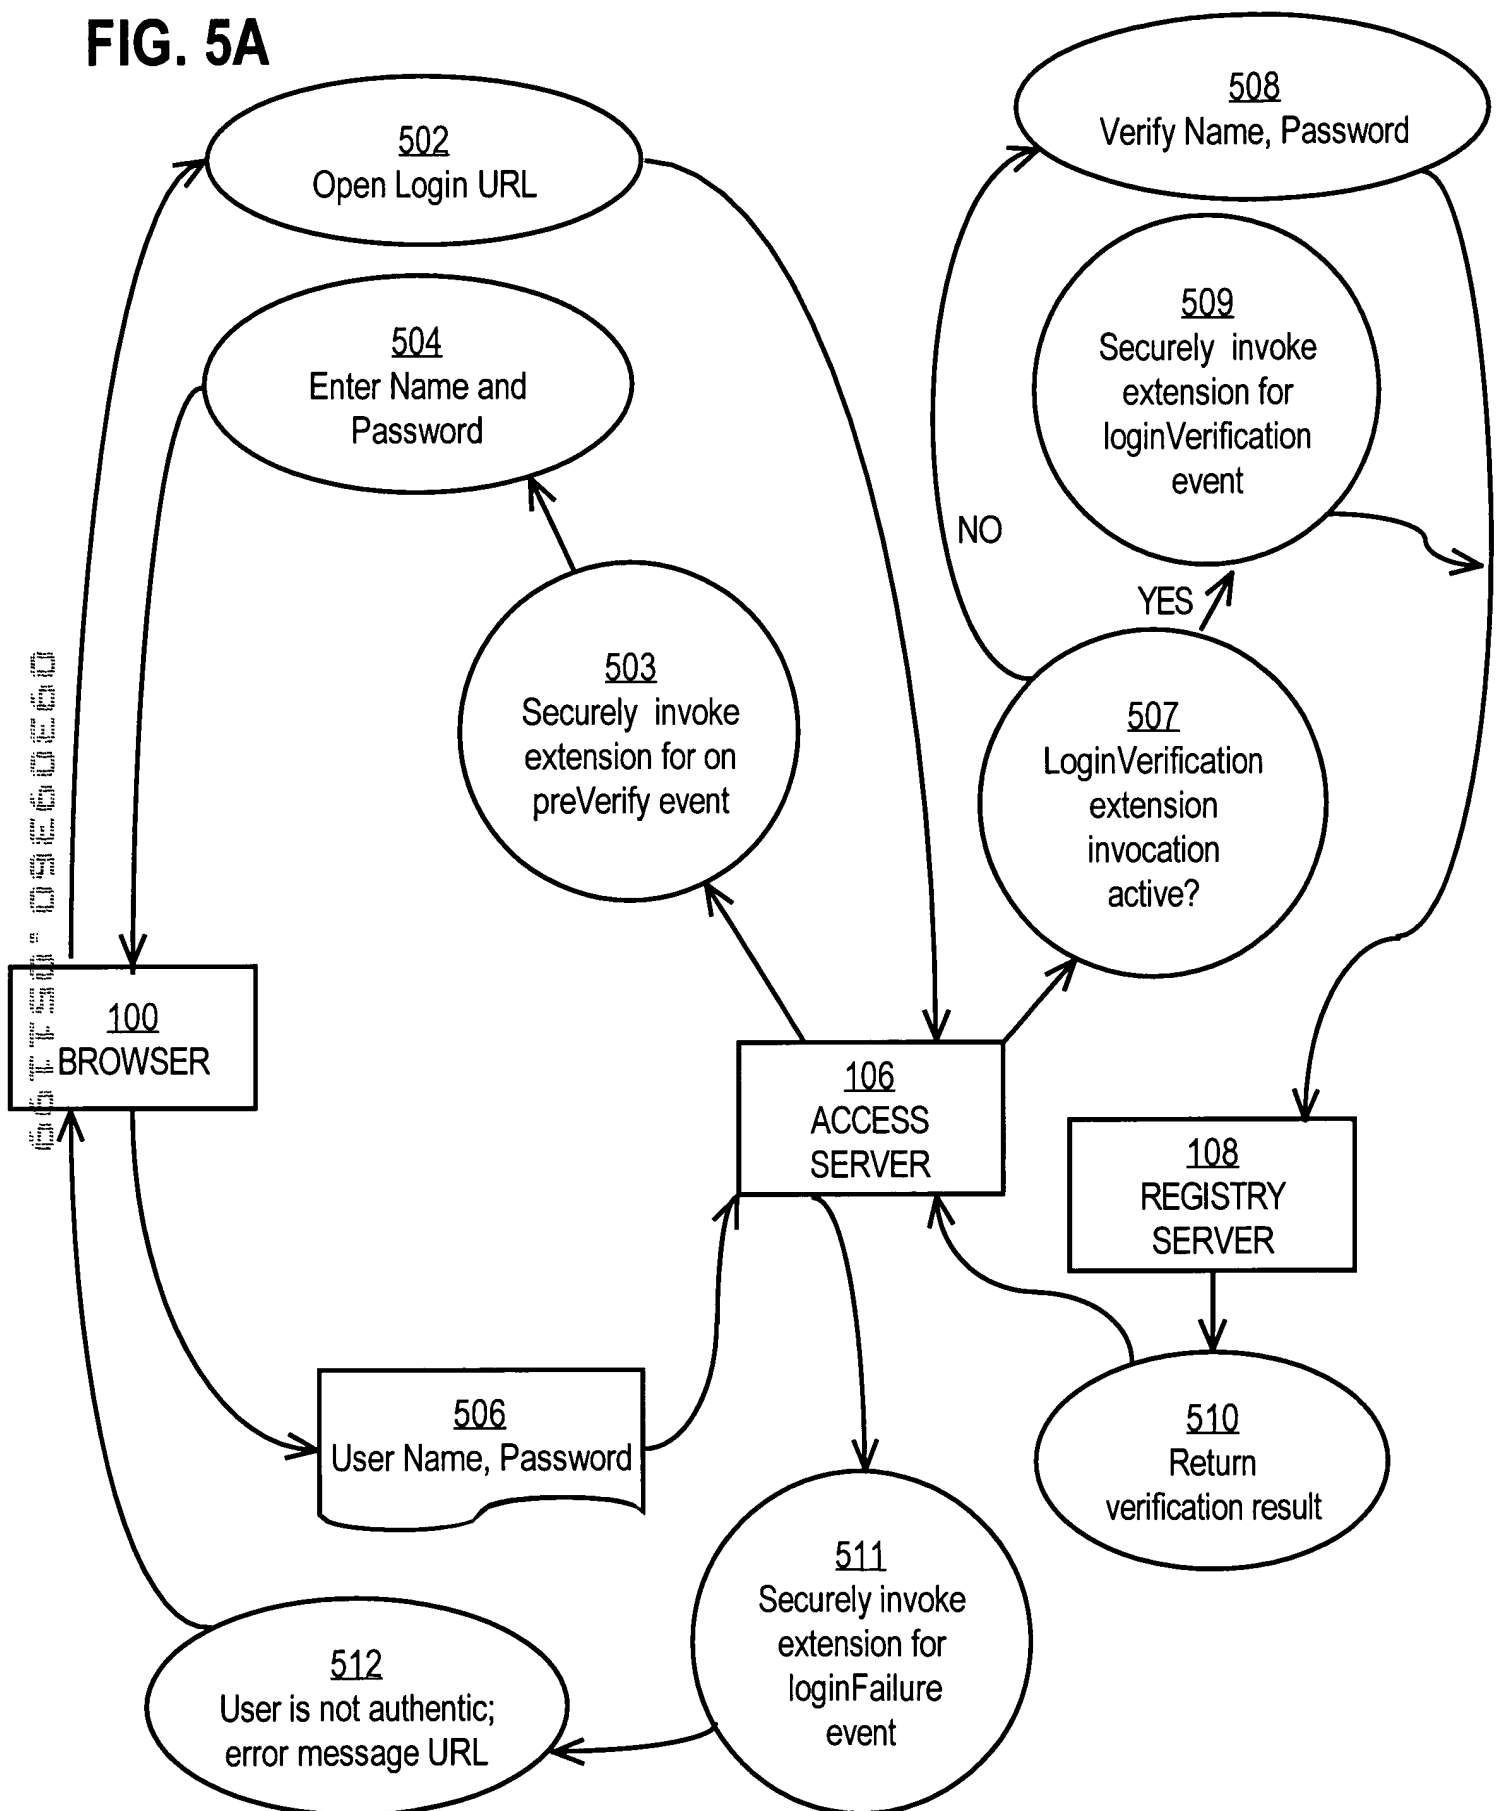 FIG. 5A
502
Open Login URL
504
Enter Name and
Password
503
Securely invoke
extension for on
preVerify event
508
Verify Name, Password
509
Securely invoke
extension for
loginVerification
event
NO
YES
507
LoginVerification
extension
invocation
active?
100
BROWSER
106
ACCESS
SERVER
108
REGISTRY
SERVER
506
User Name, Password
510
Return
verification result
511
Securely invoke
extension for
loginFailure
event
512
User is not authentic;
error message URL